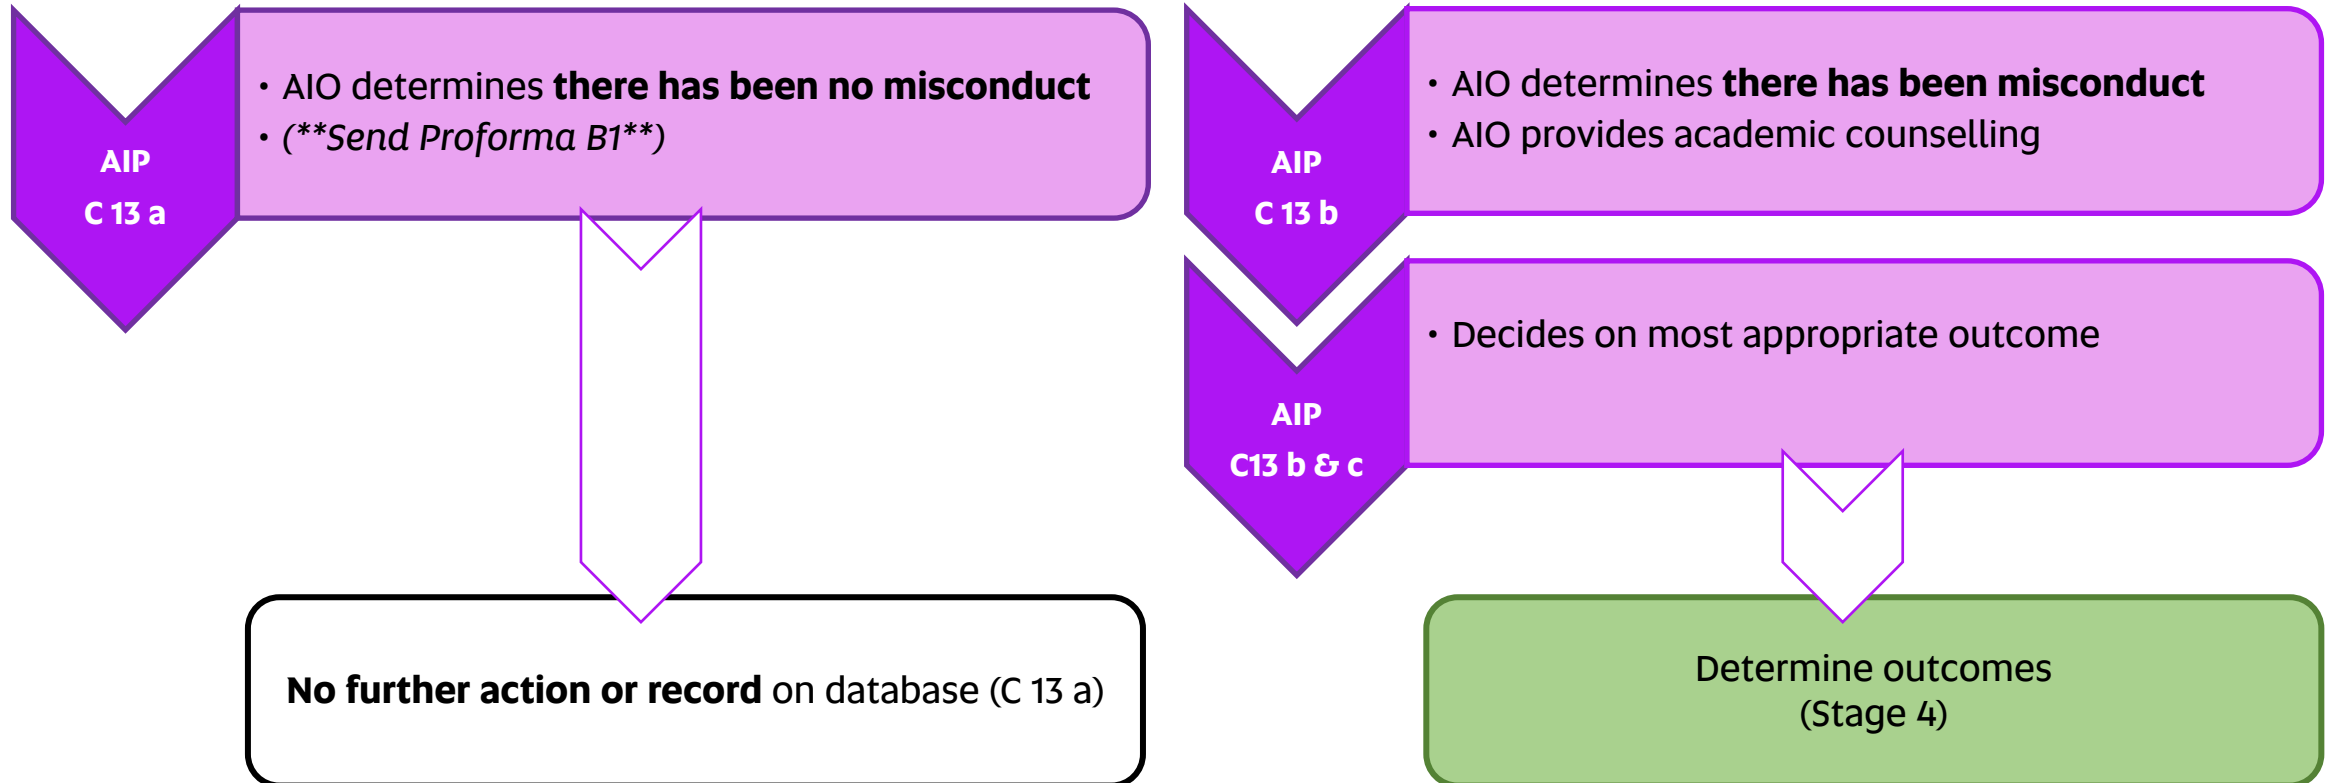 AIP
C 13 a
• AIO determines there has been no misconduct
• (**Send Proforma B1**)
No further action or record on database (C 13 a)
AIP
C 13 b
• AIO determines there has been misconduct
• AIO provides academic counselling
AIP
C13 b & c
• Decides on most appropriate outcome
Determine outcomes
(Stage 4)